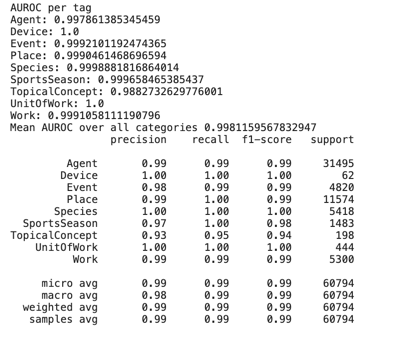 AUROC per tag
Agent: 0.997861385345459
Device: 1.0
Event: 0.9992101192474365
Place: 0.9990461468696594
Species: 0.9998881816864014
SportsSeason: 0.999658465385437
TopicalConcept: 0.9882732629776001
UnitOfWork: 1.0
Work: 0.9991058111190796
Mean AUROC over all categories 0.9981159567832947
precision recall f1-score support
Agent 0.99 0.99 0.99 31495
Device 1.00 1.00 1.00 62
Event 0.98 0.99 0.99 4820
Place 0.99 0.99 0.99 11574
Species 1.00 1.00 1.00 5418
SportsSeason 0.97 1.00 0.98 1483
TopicalConcept 0.93 0.95 0.94 198
UnitOfWork 1.00 1.00 1.00 444
Work 0.99 0.99 0.99 5300
micro avg 0.99 0.99 0.99 60794
macro avg 0.98 0.99 0.99 60794
weighted avg 0.99 0.99 0.99 60794
samples avg 0.99 0.99 0.99 60794